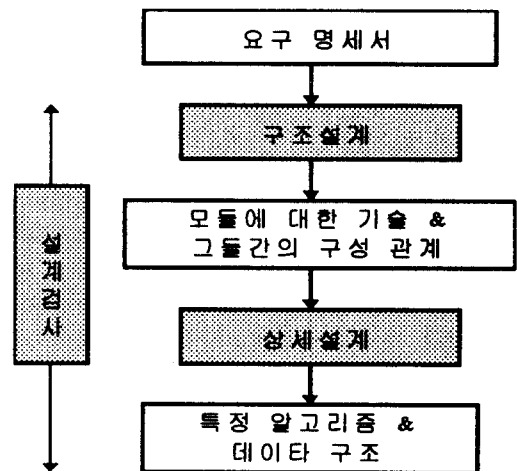 요구 명세서
구조설계
모듈에 대한 기술 &
그들간의 구성 관계
설계검사
상세설계
특정 알고리즘 &
데이타 구조